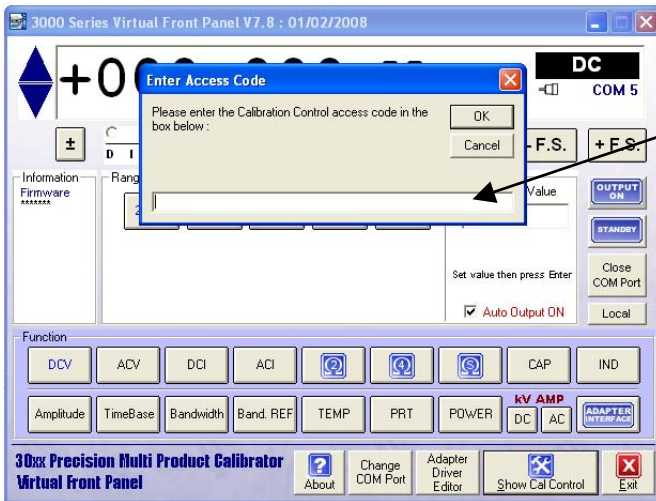 3000 Series Virtual Front Panel V7.8 : 01/02/2008
DC
COM 5
Enter Access Code
Please enter the Calibration Control access code in the
box below :
OK
Cancel
±
D I
- F.S.
+ F.S.
Information
Firmware
*******
Value
OUTPUT
ON
STANDBY
Set value then press Enter
Close
COM Port
Auto Output ON
Local
Function
DCV ACV DCI ACI Ω2 Ω4 ΩS CAP IND
Amplitude TimeBase Bandwidth Band. REF TEMP PRT POWER
kV AMP
DC AC
ADAPTER
INTERFACE
30xx Precision Multi Product Calibrator
Virtual Front Panel
?
About
Change
COM Port
Adapter
Driver
Editor
Show Cal Control
X
Exit